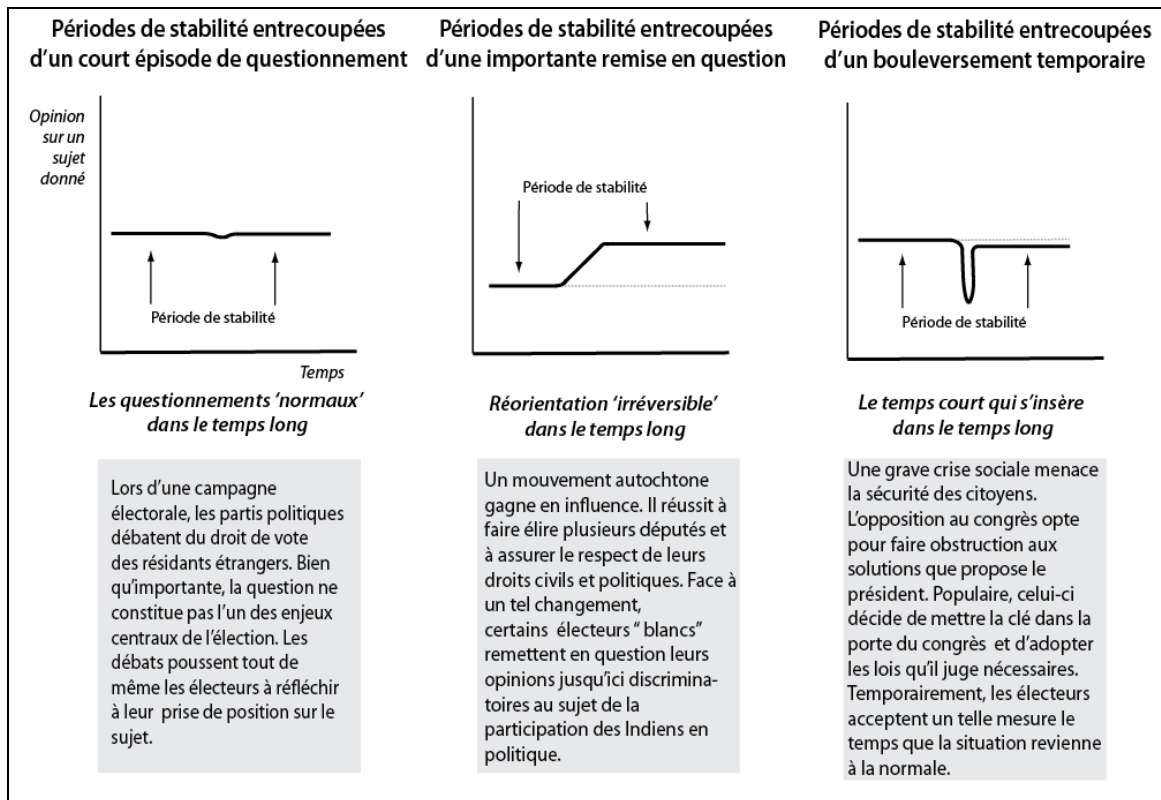 Périodes de stabilité entrecoupées
d'un court épisode de questionnement
Opinion
sur un
sujet
donné
Période de stabilité
Temps
Les questionnements ‘normaux’
dans le temps long
Lors d'une campagne
électorale, les partis politiques
débatent du droit de vote
des résidants étrangers. Bien
qu'importante, la question ne
constitue pas l'un des enjeux
centraux de l'élection. Les
débats poussent tout de
même les électeurs à réfléchir
à leur prise de position sur le
sujet.
Périodes de stabilité entrecoupées
d'une importante remise en question
Période de stabilité
Réorientation ‘irréversible’
dans le temps long
Un mouvement autochtone
gagne en influence. Il réussit à
faire élire plusieurs députés et
à assurer le respect de leurs
droits civils et politiques. Face à
un tel changement,
certains électeurs “ blancs”
remettent en question leurs
opinions jusqu'ici discrimina-
toires au sujet de la
participation des Indiens en
politique.
Périodes de stabilité entrecoupées
d'un bouleversement temporaire
Période de stabilité
Le temps court qui s'insère
dans le temps long
Une grave crise sociale menace
la sécurité des citoyens.
L'opposition au congrès opte
pour faire obstruction aux
solutions que propose le
président. Populaire, celui-ci
décide de mettre la clé dans la
porte du congrès et d'adopter
les lois qu'il juge nécessaires.
Temporairement, les électeurs
acceptent un telle mesure le
temps que la situation revienne
à la normale.